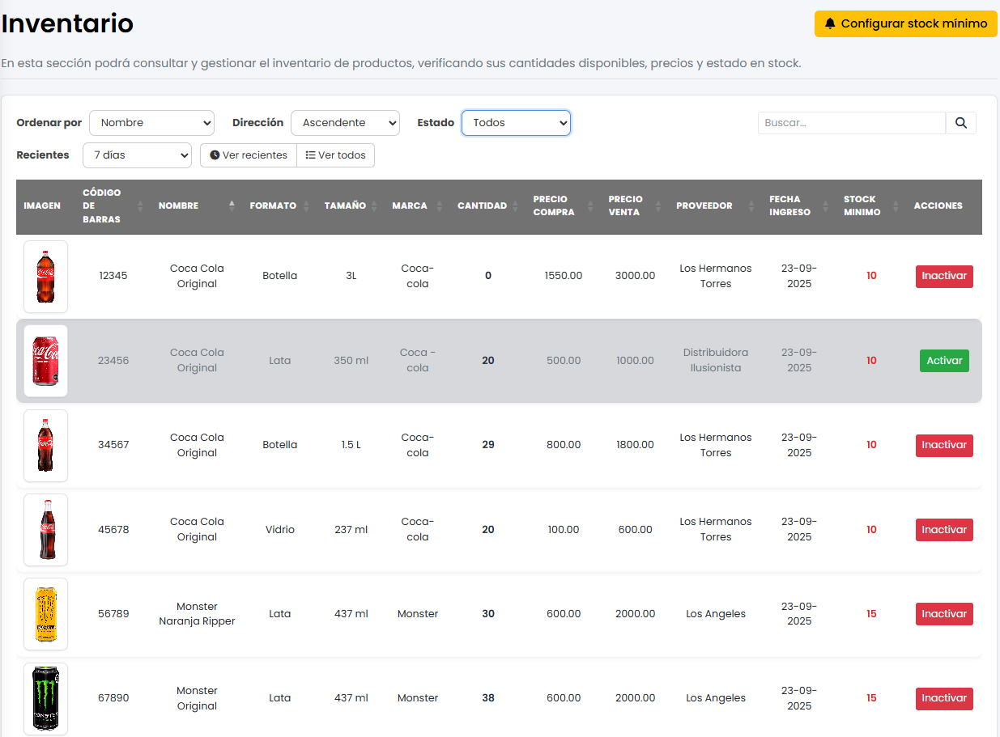 Inventario
Configurar stock mínimo
En esta sección podrá consultar y gestionar el inventario de productos, verificando sus cantidades disponibles, precios y estado en stock.
Ordenar por Nombre Dirección Ascendente Estado Todos Buscar...
Recientes 7 días Ver recientes Ver todos
IMAGEN CÓDIGO DE BARRAS NOMBRE FORMATO TAMAÑO MARCA CANTIDAD PRECIO COMPRA PRECIO VENTA PROVEEDOR FECHA INGRESO STOCK MINIMO ACCIONES
12345 Coca Cola Original Botella 3L Coca-cola 0 1550.00 3000.00 Los Hermanos Torres 23-09-2025 10 Inactivar
23456 Coca Cola Original Lata 350 ml Coca - cola 20 500.00 1000.00 Distribuidora Ilusionista 23-09-2025 10 Activar
34567 Coca Cola Original Botella 1.5 L Coca-cola 29 800.00 1800.00 Los Hermanos Torres 23-09-2025 10 Inactivar
45678 Coca Cola Original Vidrio 237 ml Coca-cola 20 100.00 600.00 Los Hermanos Torres 23-09-2025 10 Inactivar
56789 Monster Naranja Ripper Lata 437 ml Monster 30 600.00 2000.00 Los Angeles 23-09-2025 15 Inactivar
67890 Monster Original Lata 437 ml Monster 38 600.00 2000.00 Los Angeles 23-09-2025 15 Inactivar